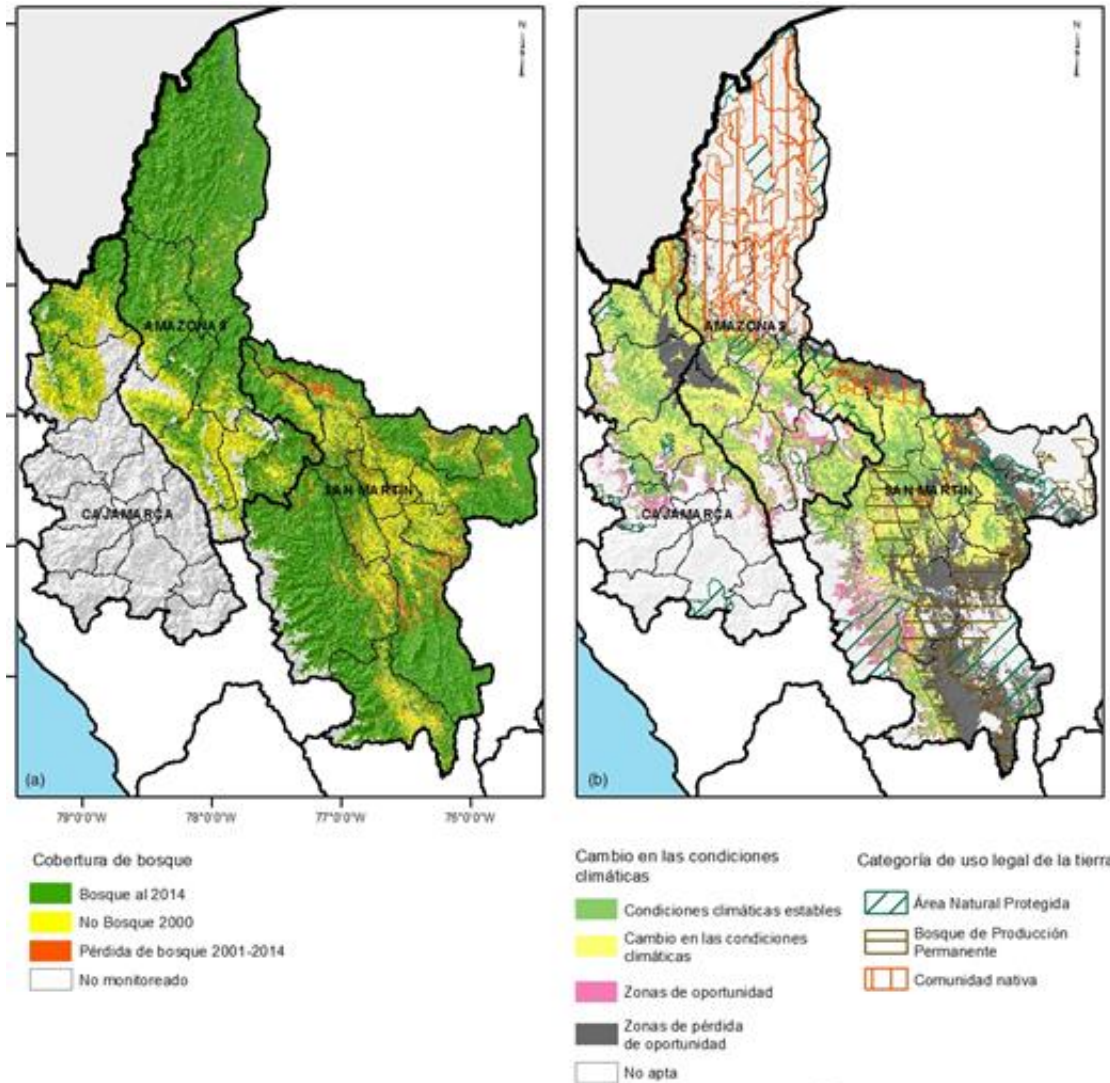 N
N
AMAZONAS
AMAZONAS
SAN MARTIN
SAN MARTIN
CAJAMARCA
CAJAMARCA
(a)
(b)
79°0'0"W
78°0'0"W
77°0'0"W
76°0'0"W
Cobertura de bosque
Bosque al 2014
No Bosque 2000
Pérdida de bosque 2001-2014
No monitoreado
Cambio en las condiciones
climáticas
Condiciones climáticas estables
Cambio en las condiciones
climáticas
Zonas de oportunidad
Zonas de pérdida
de oportunidad
No apta
Categoría de uso legal de la tierra
Área Natural Protegida
Bosque de Producción
Permanente
Comunidad nativa